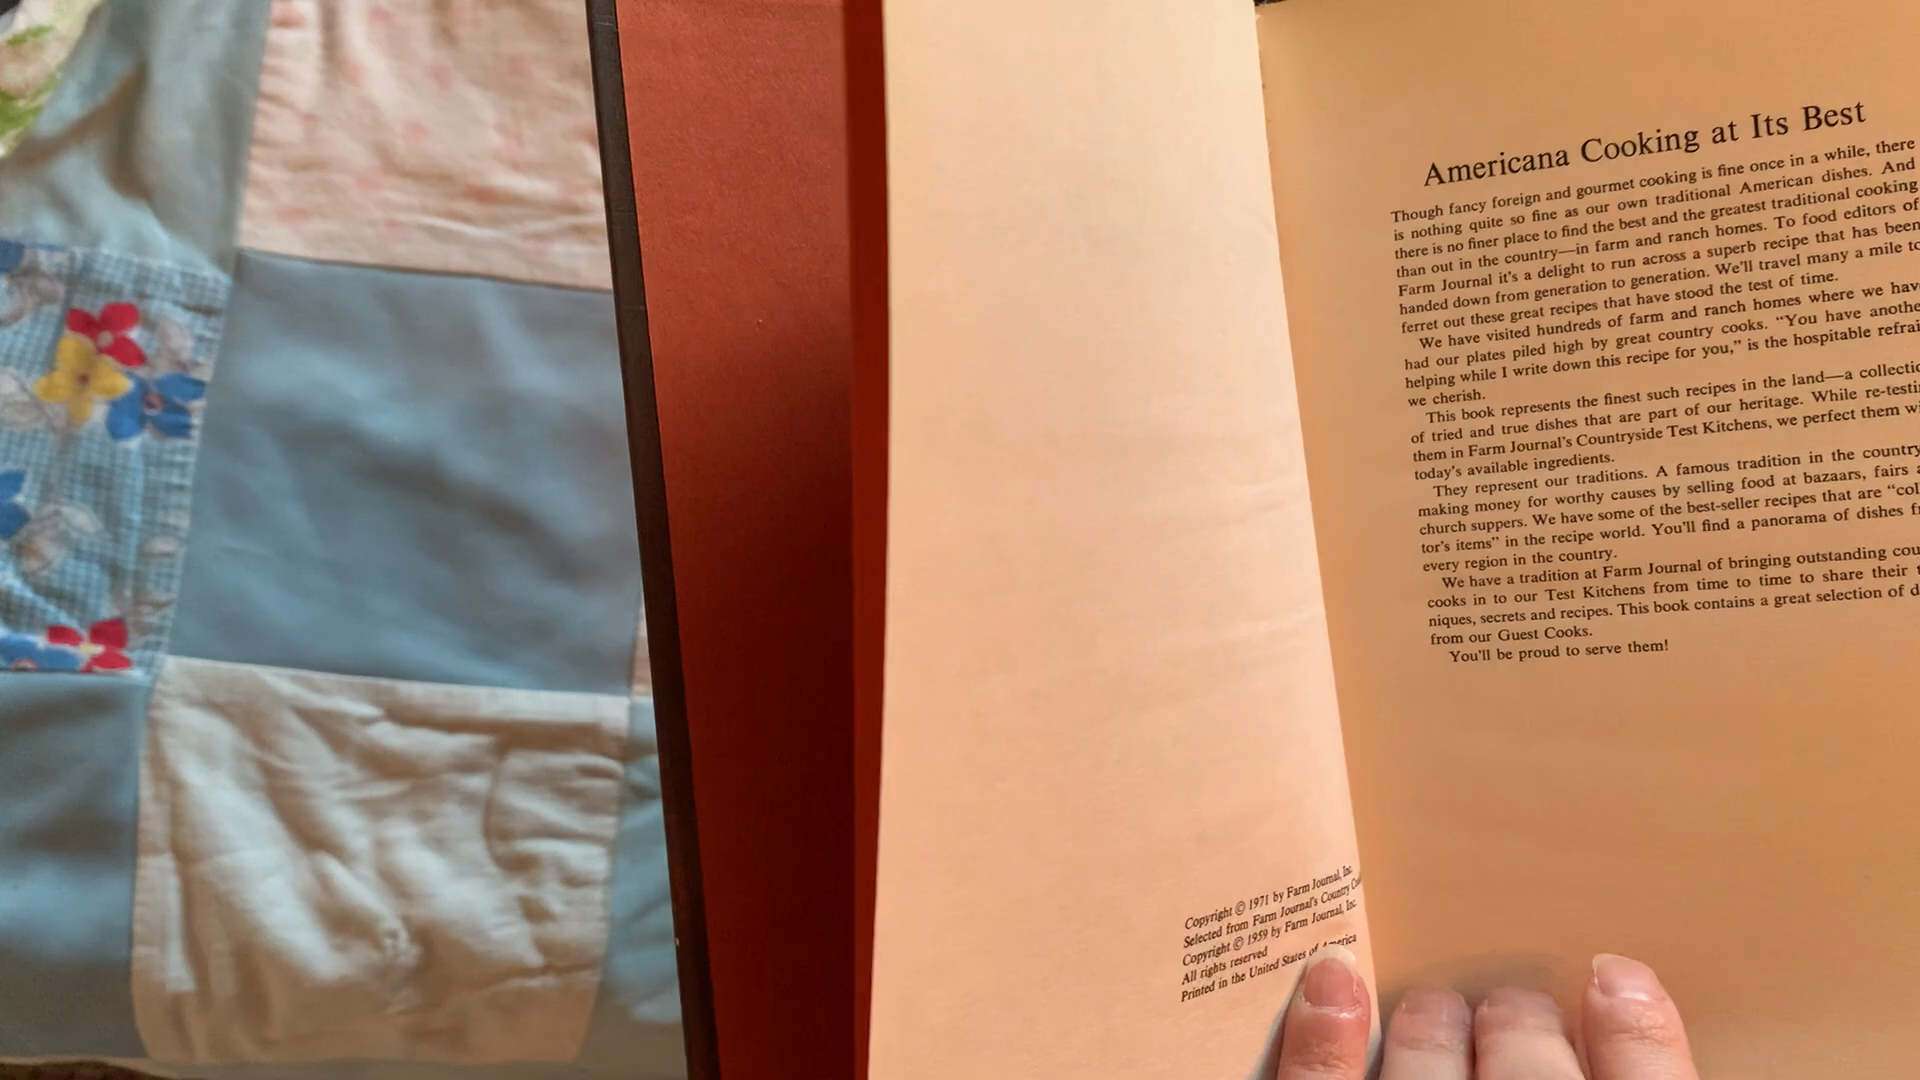 Copyright © 1971 by Farm Journal, Inc.
Selected from Farm Journal's Country
Copyright © 1959 by Farm Journal, Inc.
All rights reserved
Printed in the United States of America
Americana Cooking at Its Best
Though fancy foreign and gourmet cooking is fine once in a while, there
is nothing quite so fine as our own traditional American dishes. And
there is no finer place to find the best and the greatest traditional cooking
than out in the country—in farm and ranch homes. To food editors of
Farm Journal it's a delight to run across a superb recipe that has been
handed down from generation to generation. We'll travel many a mile to
ferret out these great recipes that have stood the test of time.
We have visited hundreds of farm and ranch homes where we have
had our plates piled high by great country cooks. “You have another
helping while I write down this recipe for you,” is the hospitable refrain
we cherish.
This book represents the finest such recipes in the land—a collection
of tried and true dishes that are part of our heritage. While re-testing
them in Farm Journal's Countryside Test Kitchens, we perfect them
today's available ingredients.
They represent our traditions. A famous tradition in the country
making money for worthy causes by selling food at bazaars, fairs
church suppers. We have some of the best-seller recipes that are “col
tor's items” in the recipe world. You'll find a panorama of dishes
every region in the country.
We have a tradition at Farm Journal of bringing outstanding
cooks in to our Test Kitchens from time to time to share their
niques, secrets and recipes. This book contains a great selection of
from our Guest Cooks.
You'll be proud to serve them!